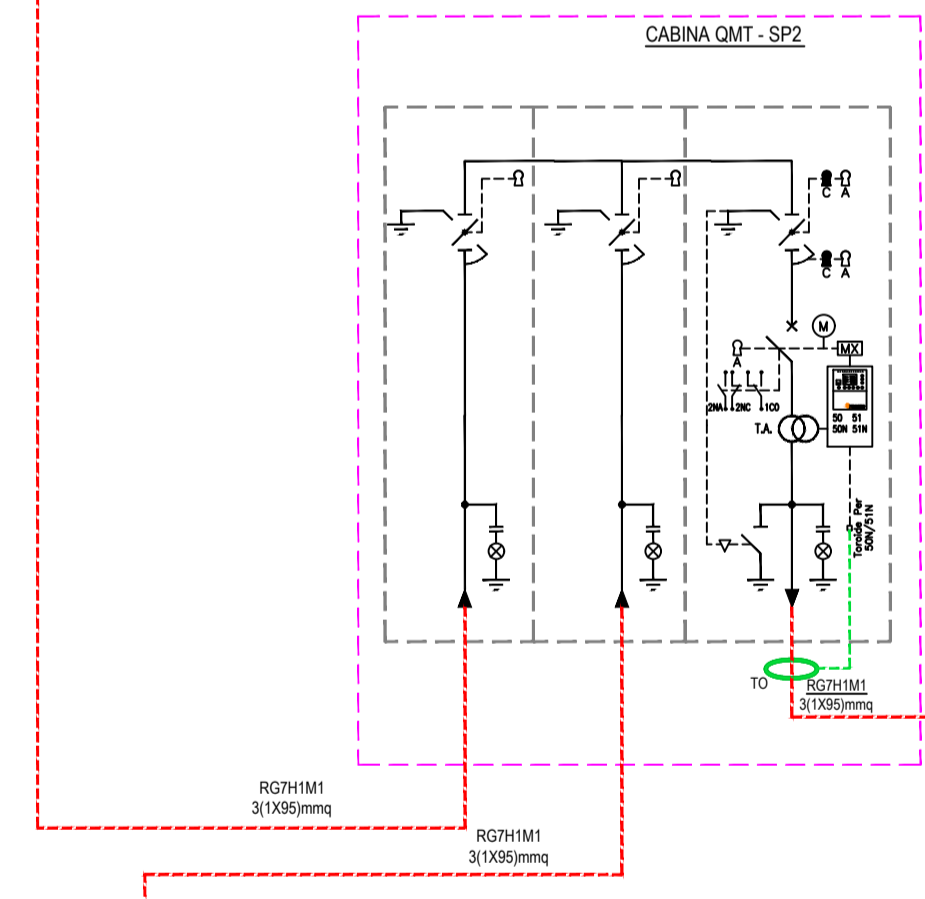 CABINA QMT - SP2
C A
C A
M
MX
A
2NA 2NC 1CO
50 51
50N 51N
T.A.
Toroide Per
50N/51N
TO
RG7H1M1
3(1X95)mmq
RG7H1M1
3(1X95)mmq
RG7H1M1
3(1X95)mmq